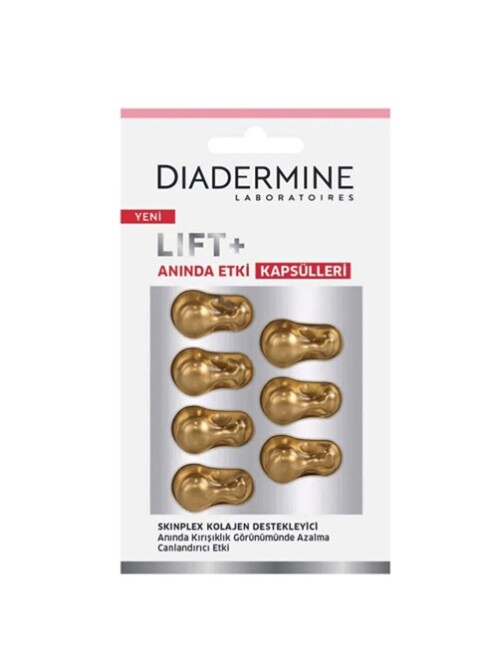 DIADERMINE
LABORATOIRES
YENİ
LIFT+
ANINDA ETKİ KAPSÜLLERİ
SKINPLEX KOLAJEN DESTEKLEYİCİ
Anında Kırışıklık Görünümünde Azalma
Canlandırıcı Etki